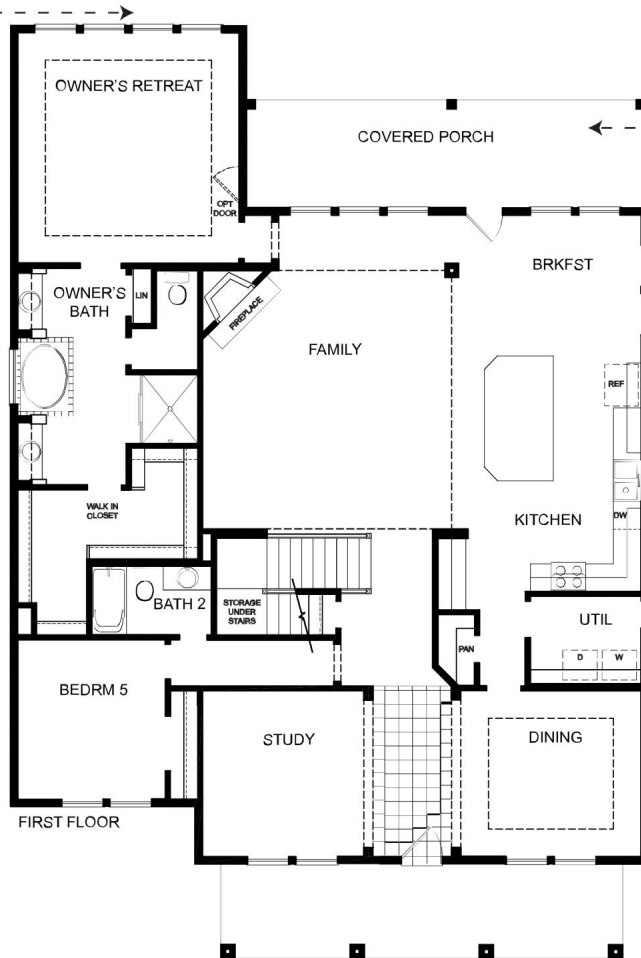 OWNER'S RETREAT
COVERED PORCH
OPT
DOOR
BRKFST
OWNER'S
BATH
LIN
FIREPLACE
FAMILY
REF
WALK IN
CLOSET
KITCHEN
DW
BATH 2
STORAGE
UNDER
STAIRS
UTIL
PAN
D
W
BEDRM 5
STUDY
DINING
FIRST FLOOR